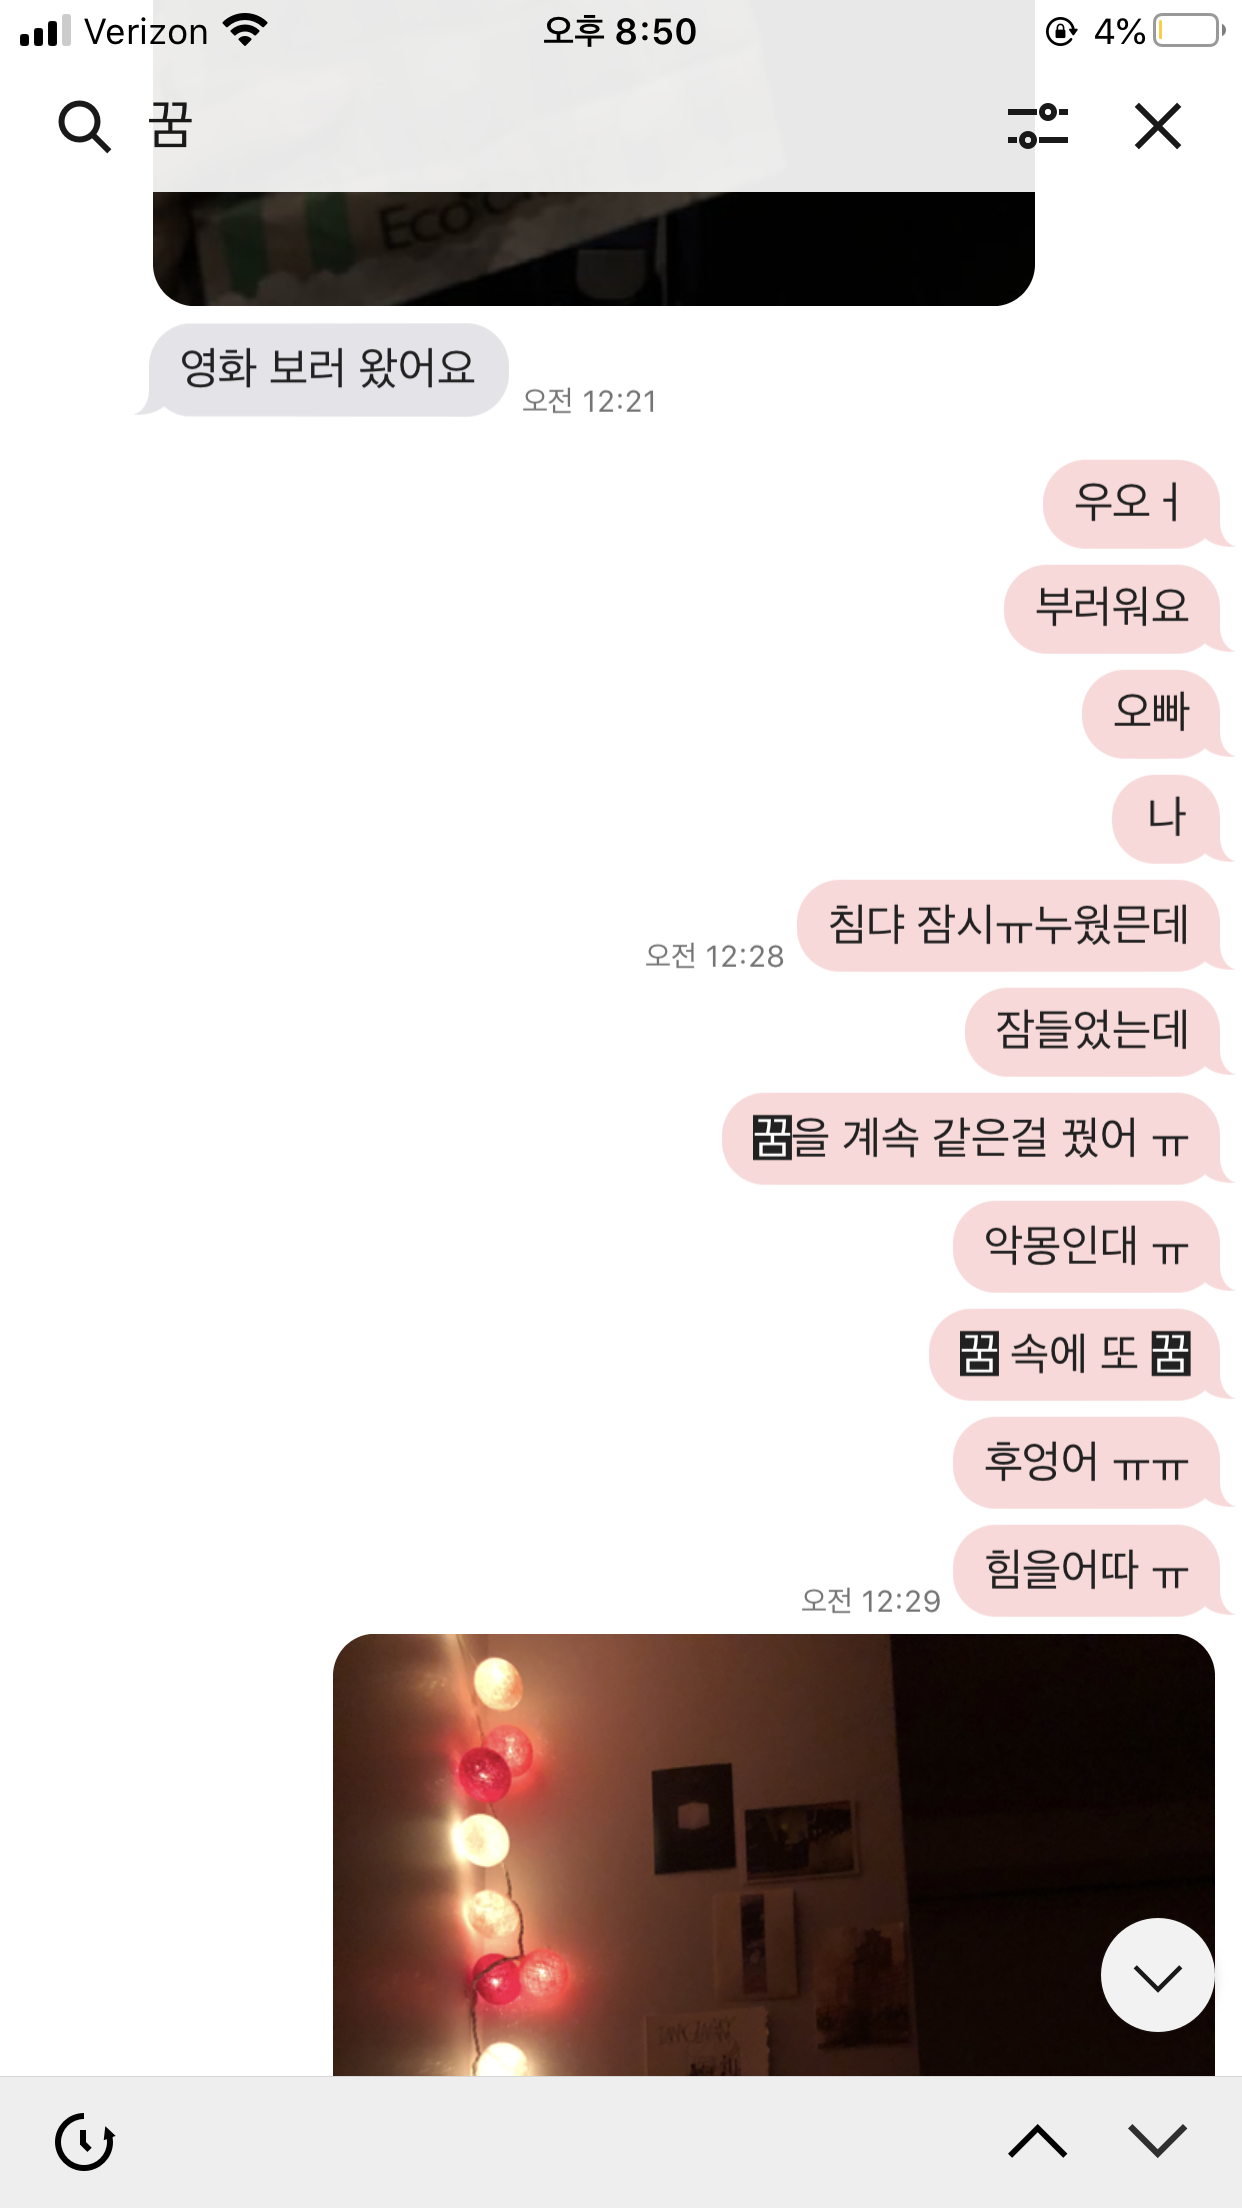 Verizon 오후 8:50 4%
꿈
Eco
영화 보러 왔어요
오전 12:21
우오ㅓ
부러워요
오빠
나
침댜 잠시ㅠ누웠믄데
오전 12:28
잠들었는데
꿈을 계속 같은걸 꿨어 ㅠ
악몽인대 ㅠ
꿈 속에 또 꿈
후엉어 ㅠㅠ
힘을어따 ㅠ
오전 12:29